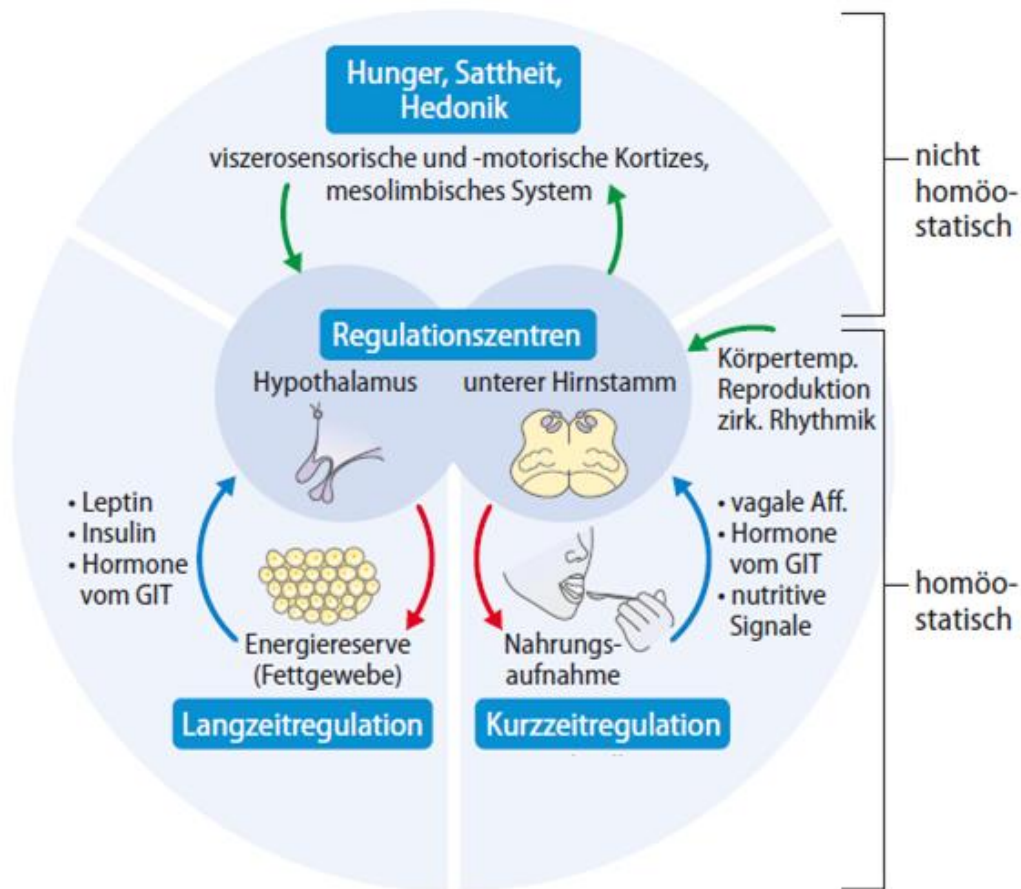 Hunger, Sattheit,
Hedonik
viszerosensorische und -motorische Kortizes,
mesolimbisches System
nicht
homöo-
statisch
Regulationszentren
Hypothalamus
unterer Hirnstamm
Körpertemp.
Reproduktion
zirk. Rhythmik
• Leptin
• Insulin
• Hormone
vom GIT
• vagale Aff.
• Hormone
vom GIT
• nutritive
Signale
homöo-
statisch
Energiereserve
(Fettgewebe)
Nahrungs-
aufnahme
Langzeitregulation
Kurzzeitregulation